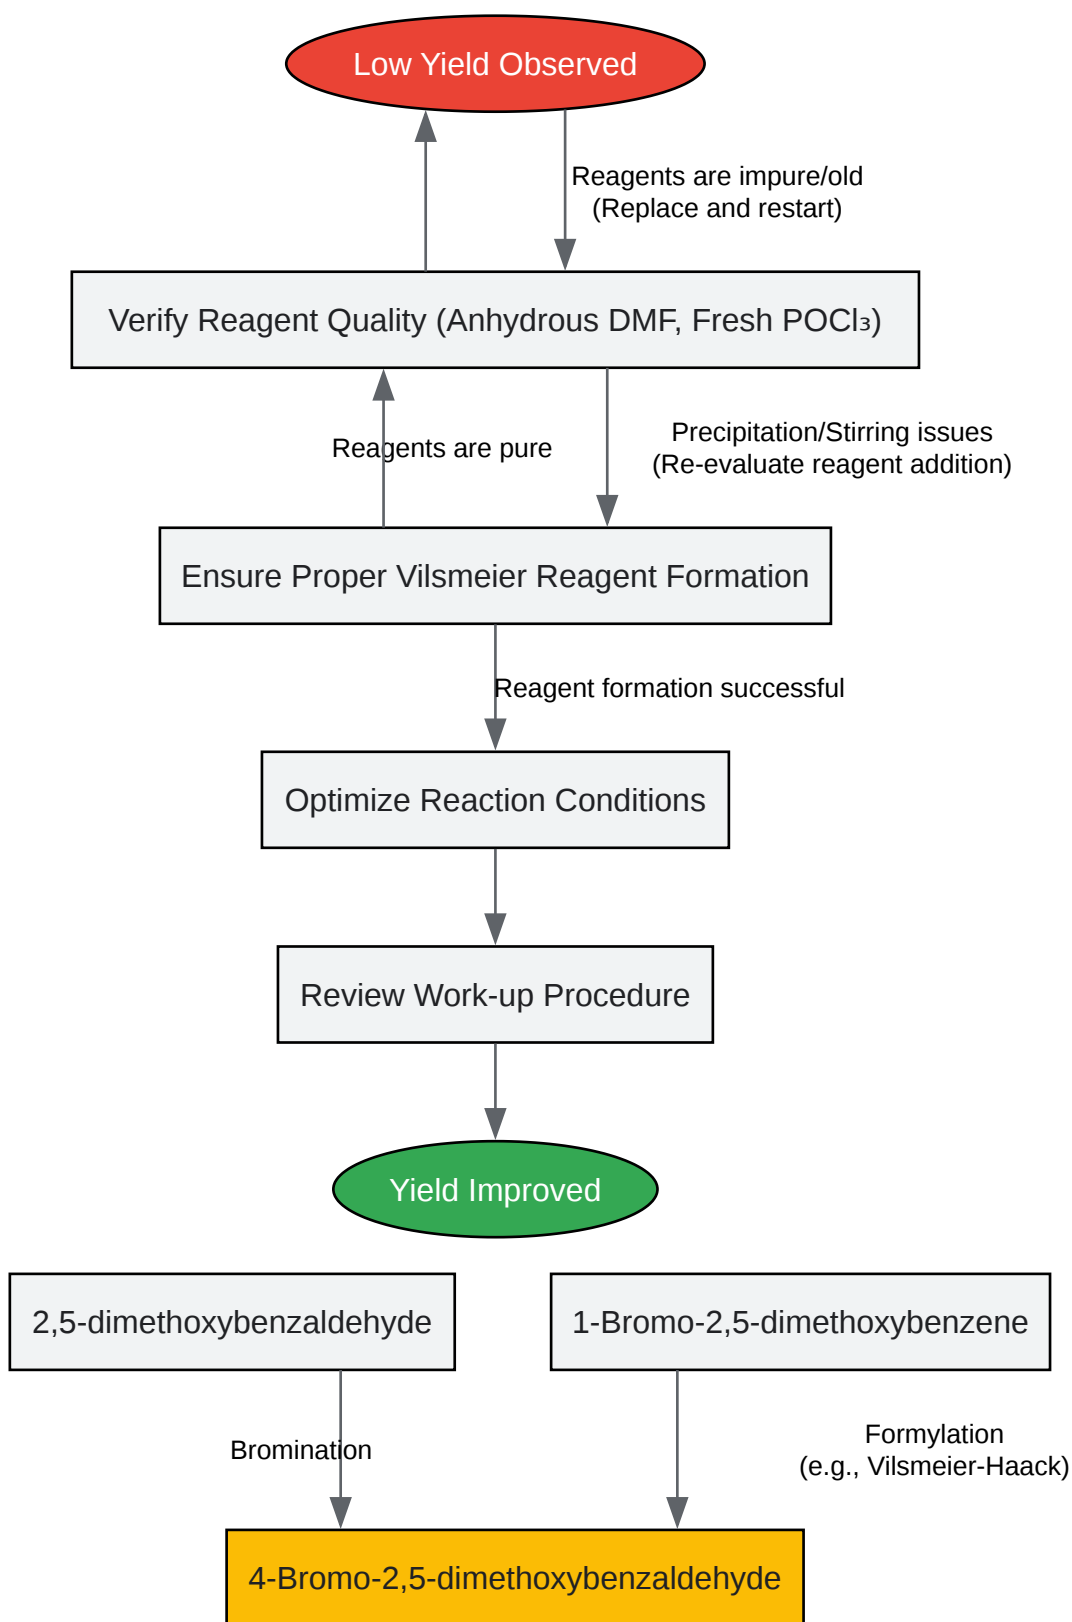 Low Yield Observed
Reagents are impure/old
(Replace and restart)
Verify Reagent Quality (Anhydrous DMF, Fresh POCl₃)
Reagents are pure
Precipitation/Stirring issues
(Re-evaluate reagent addition)
Ensure Proper Vilsmeier Reagent Formation
Reagent formation successful
Optimize Reaction Conditions
Review Work-up Procedure
Yield Improved
2,5-dimethoxybenzaldehyde
1-Bromo-2,5-dimethoxybenzene
Bromination
Formylation
(e.g., Vilsmeier-Haack)
4-Bromo-2,5-dimethoxybenzaldehyde